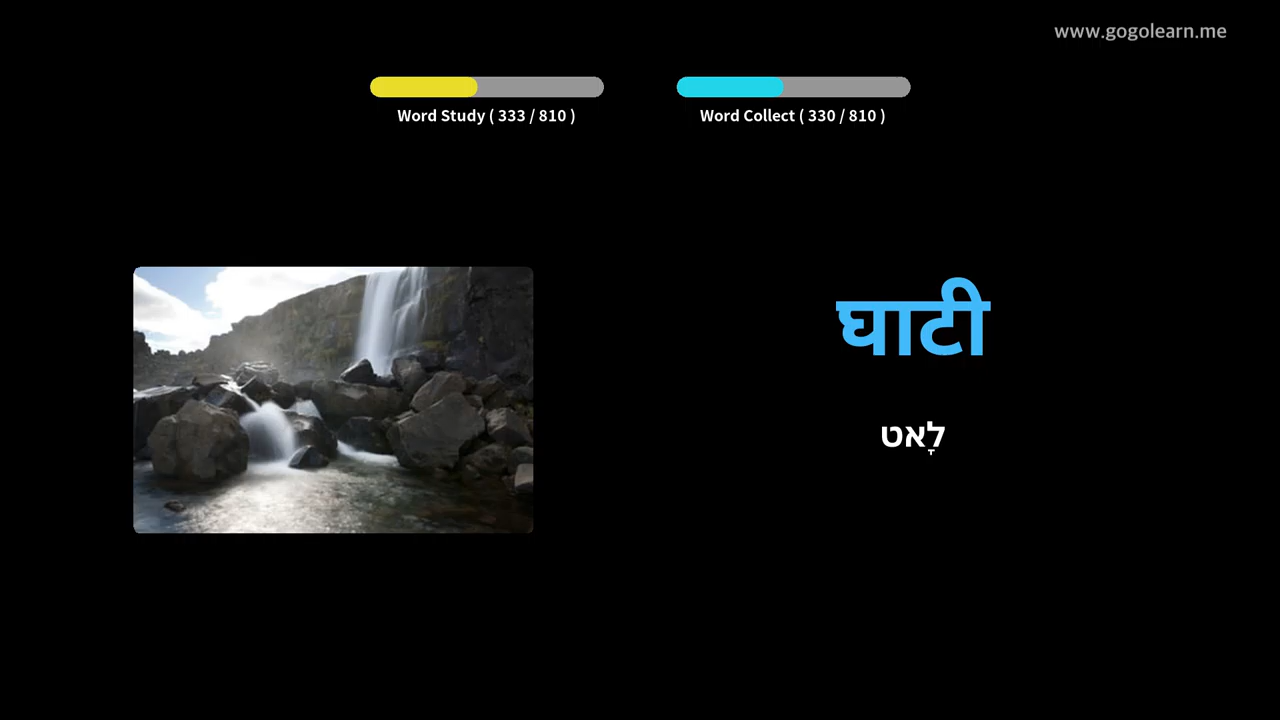 www.gogolearn.me
Word Study ( 333 / 810 )
Word Collect ( 330 / 810 )
घाटी
לָאט